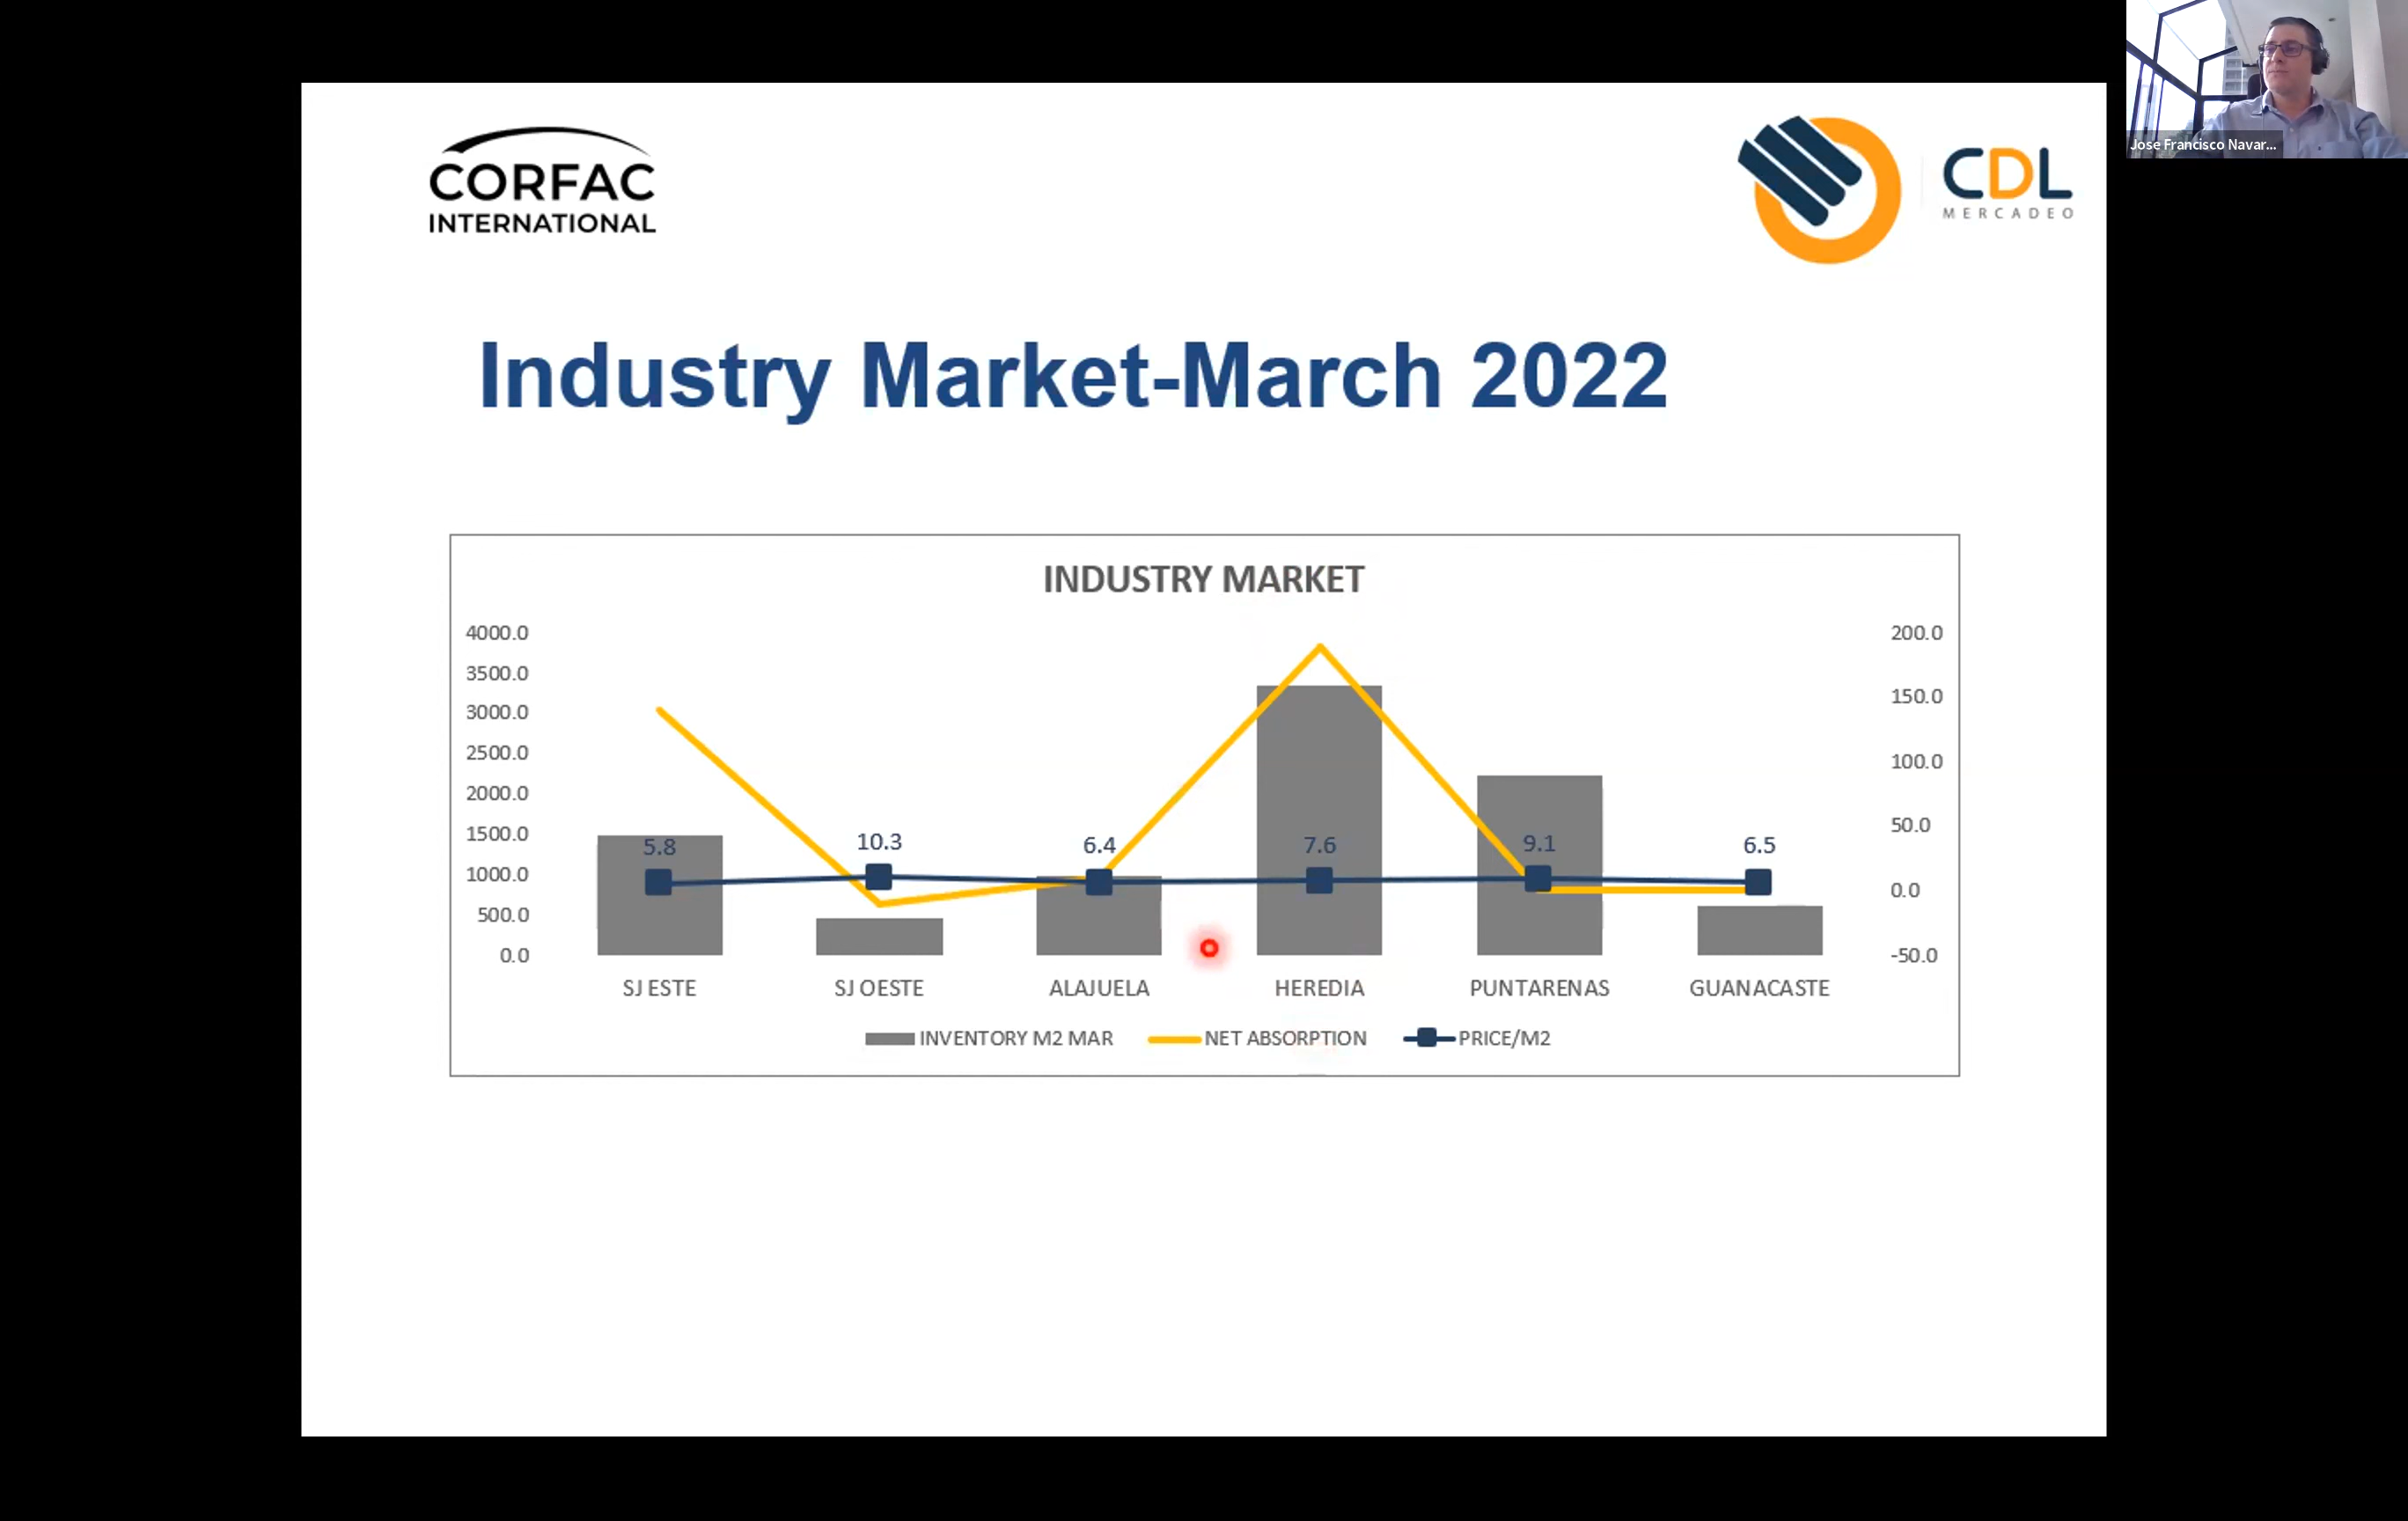 Jose Francisco Navar...
CORFAC
INTERNATIONAL
CDL
MERCADEO
Industry Market-March 2022
INDUSTRY MARKET
4000.0
3500.0
3000.0
2500.0
2000.0
1500.0
1000.0
500.0
0.0
200.0
150.0
100.0
50.0
0.0
-50.0
5.8
10.3
6.4
7.6
9.1
6.5
SJ ESTE
SJ OESTE
ALAJUELA
HEREDIA
PUNTARENAS
GUANACASTE
INVENTORY M2 MAR
NET ABSORPTION
PRICE/M2